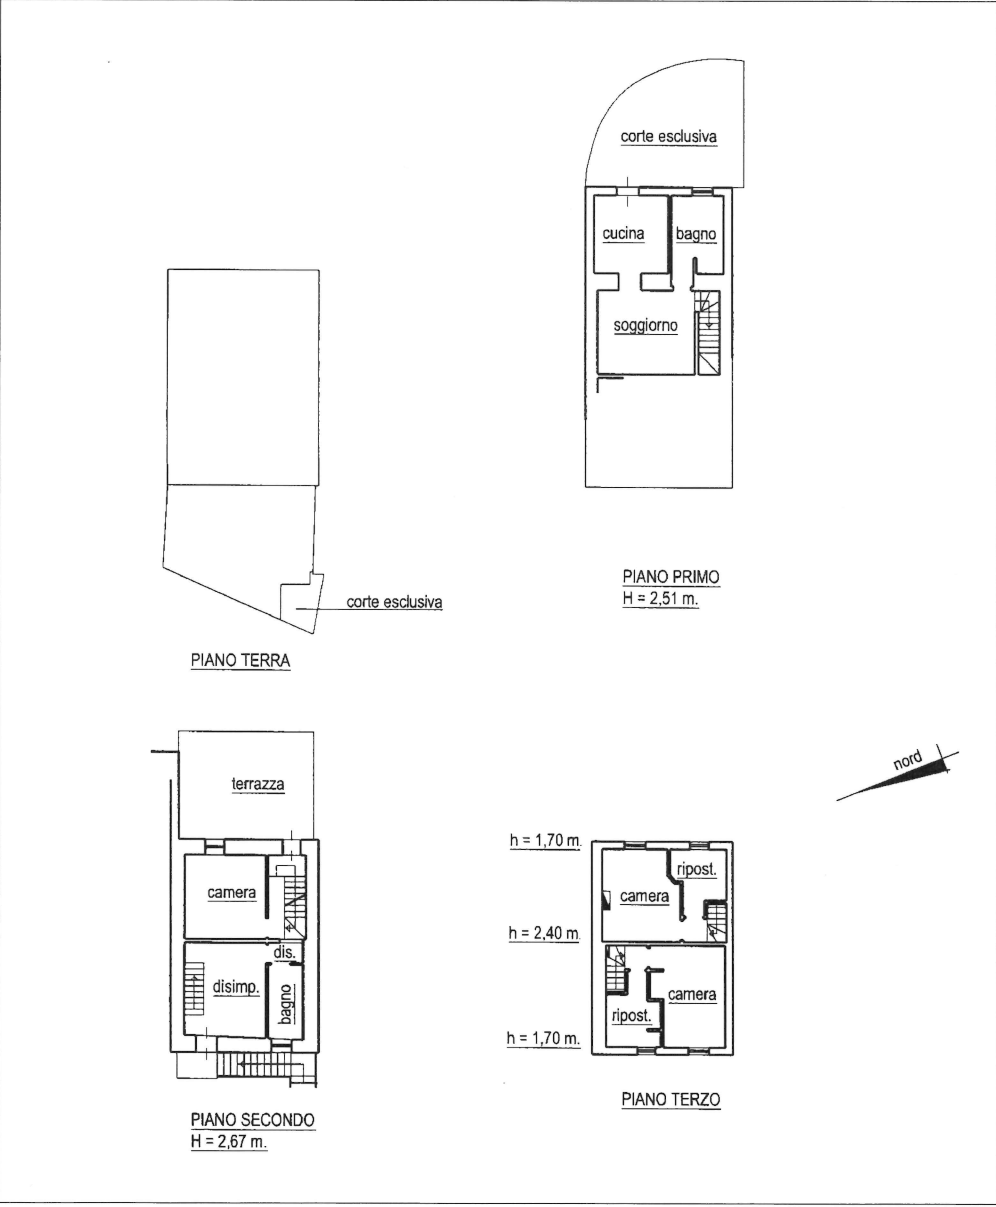 corte esclusiva
cucina
bagno
soggiorno
PIANO PRIMO
H = 2,51 m.
corte esclusiva
PIANO TERRA
terrazza
camera
dis.
disimp.
bagno
PIANO SECONDO
H = 2,67 m.
nord
h = 1,70 m.
ripost.
camera
h = 2,40 m.
camera
ripost.
h = 1,70 m.
PIANO TERZO